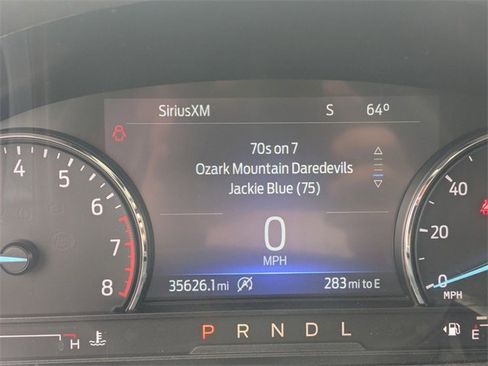 SiriusXM S 64°
70s on 7
Ozark Mountain Daredevils
Jackie Blue (75)
0
MPH
35626.1 mi 283 mi to E
4 5 6 7 8
40
20
0
MPH
H P R N D L E